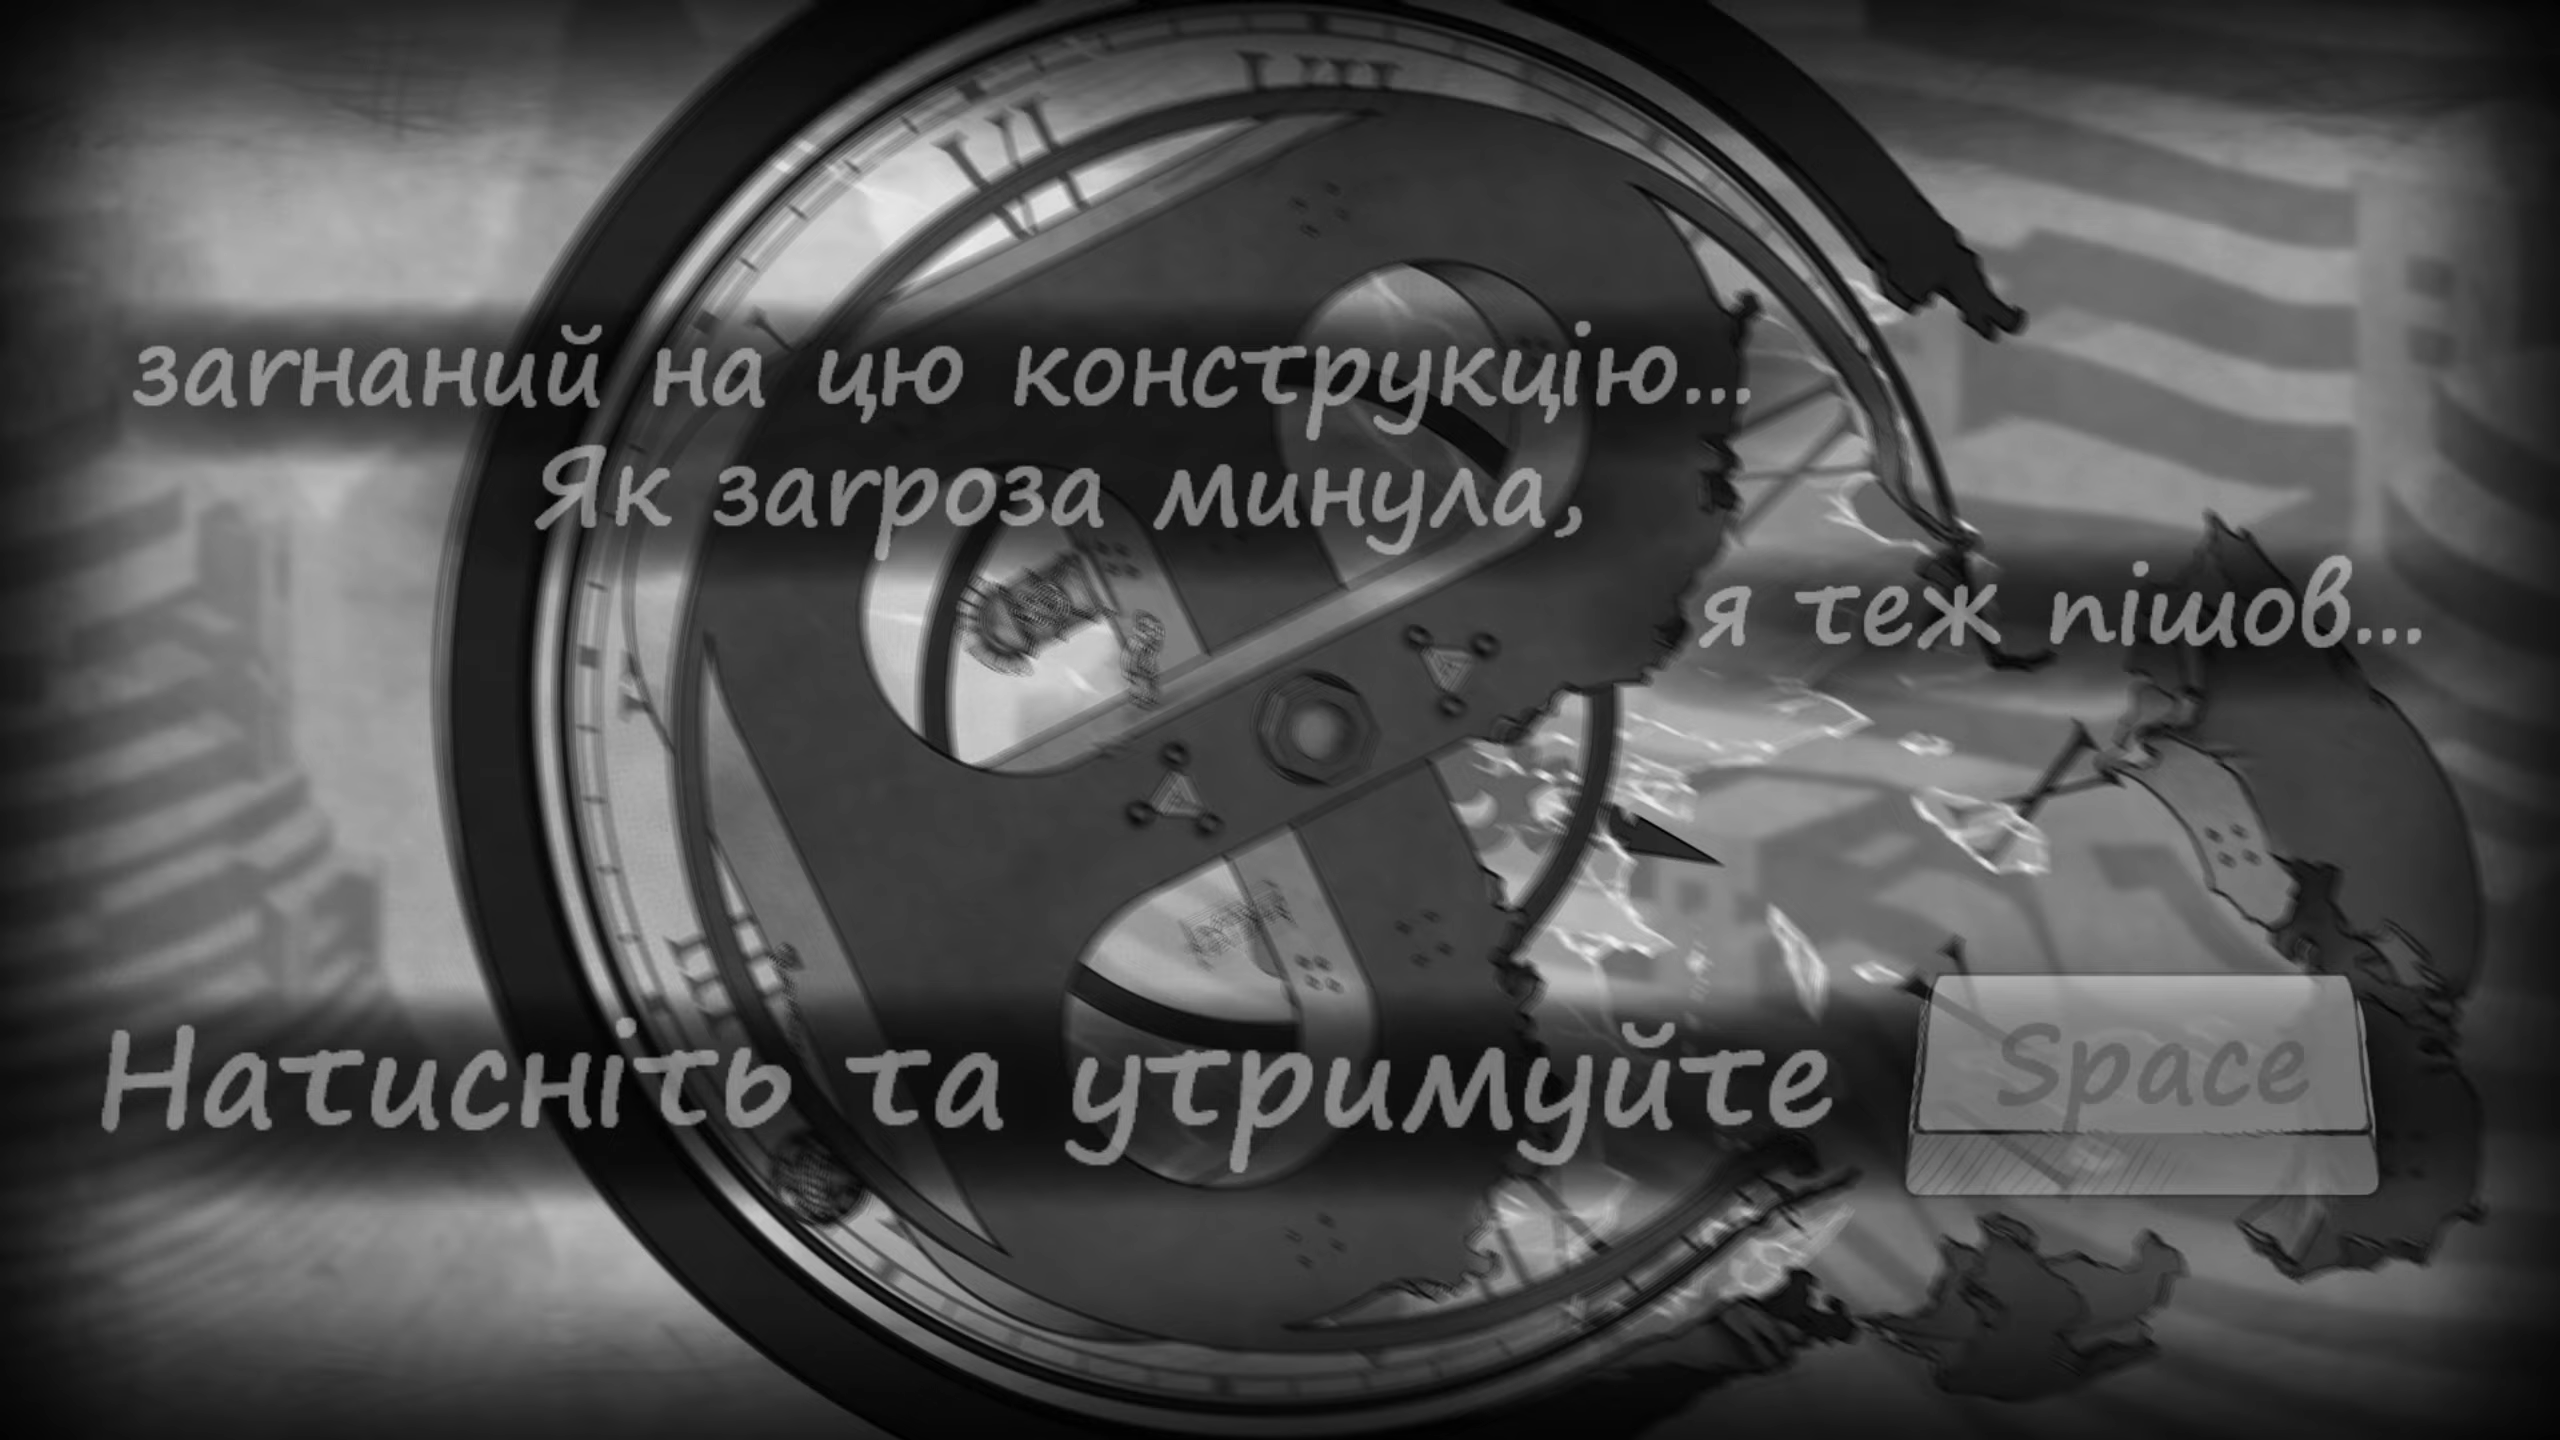 загнаний на цю конструкцію...
Як загроза минула,
я теж пішов...
Натисніть та утримуйте Space